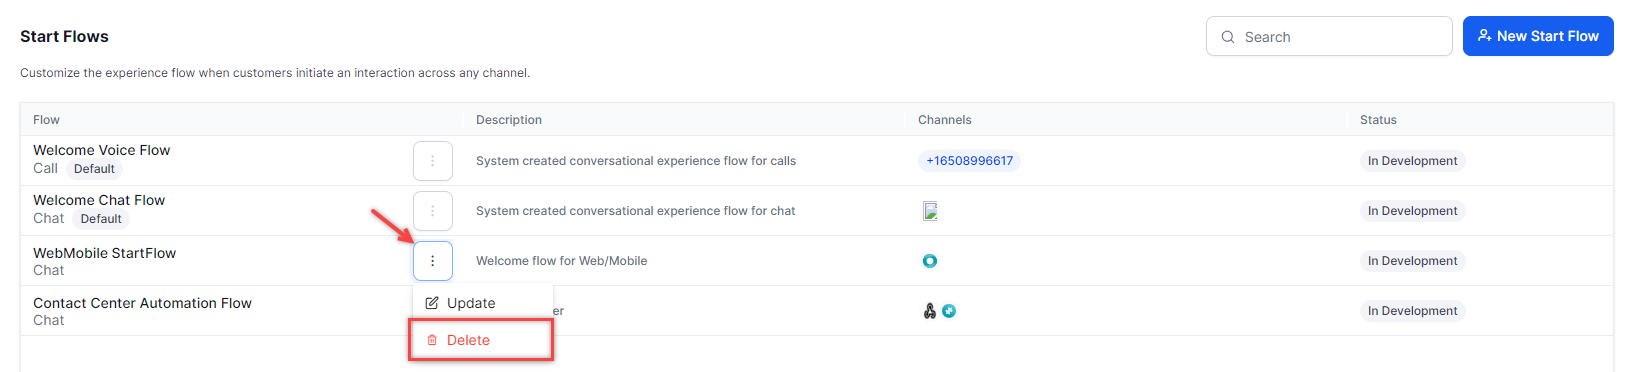 Start Flows
Search
New Start Flow
Customize the experience flow when customers initiate an interaction across any channel.
Flow Description Channels Status
Welcome Voice Flow
Call Default
System created conversational experience flow for calls
+16508996617
In Development
Welcome Chat Flow
Chat Default
System created conversational experience flow for chat
In Development
WebMobile StartFlow
Chat
Welcome flow for Web/Mobile
In Development
Contact Center Automation Flow
Chat
Update
er
In Development
Delete